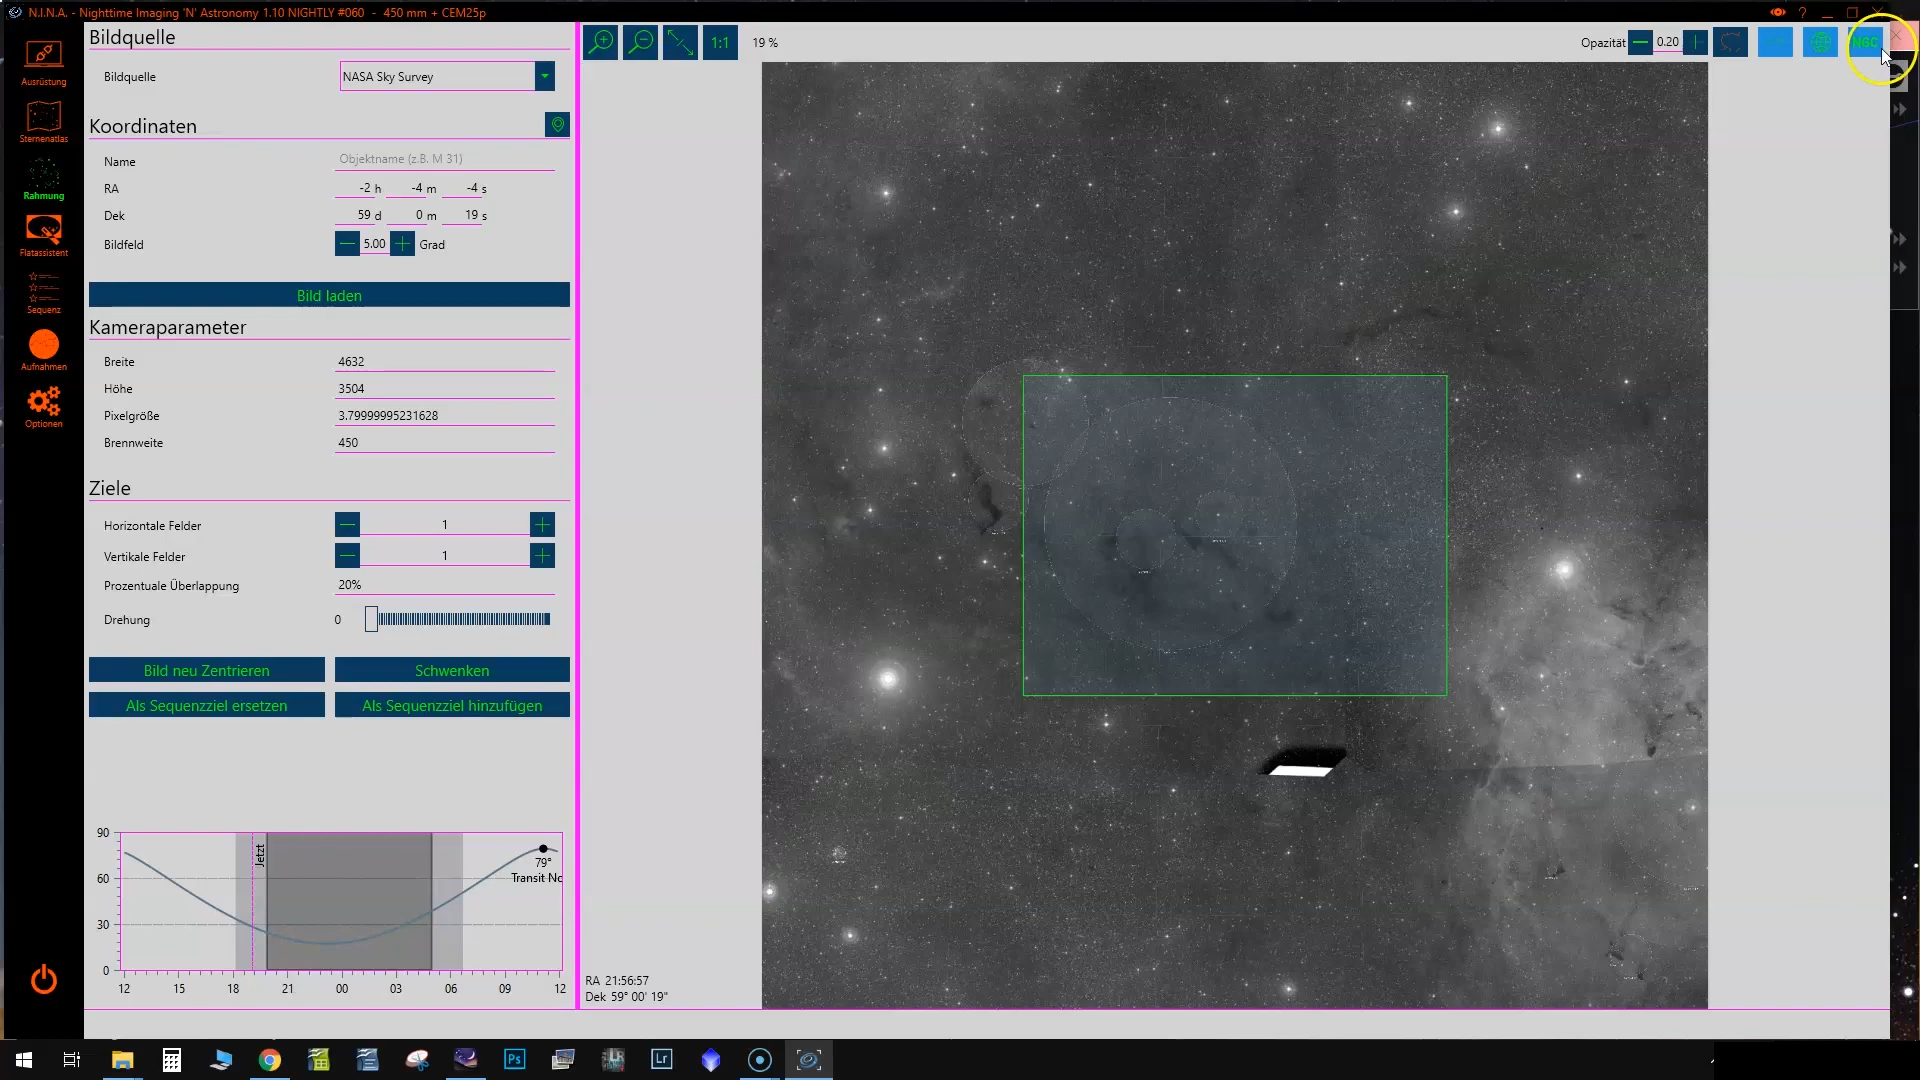 N.I.N.A. - Nighttime Imaging 'N' Astronomy 1.10 NIGHTLY #060 - 450 mm + CEM25p
?
Ausrüstung
Sternenatlas
Rahmung
Flatassistent
Sequenz
Aufnahmen
Optionen
Bildquelle
Bildquelle
NASA Sky Survey
Koordinaten
Name
Objektname (z.B. M 31)
RA
-2 h -4 m -4 s
Dek
59 d 0 m 19 s
Bildfeld
5.00
Grad
Bild laden
Kameraparameter
Breite
4632
Höhe
3504
Pixelgröße
3.79999995231628
Brennweite
450
Ziele
Horizontale Felder
1
Vertikale Felder
1
Prozentuale Überlappung
20%
Drehung
0
Bild neu Zentrieren
Schwenken
Als Sequenzziel ersetzen
Als Sequenzziel hinzufügen
90
60
30
0
Jetzt
79°
12 15 18 21 00 03 06 09 12
1:1
19 %
Opazität
0.20
NGC
RA 21:56:57
Dek 59° 00' 19"
Ps
Lr